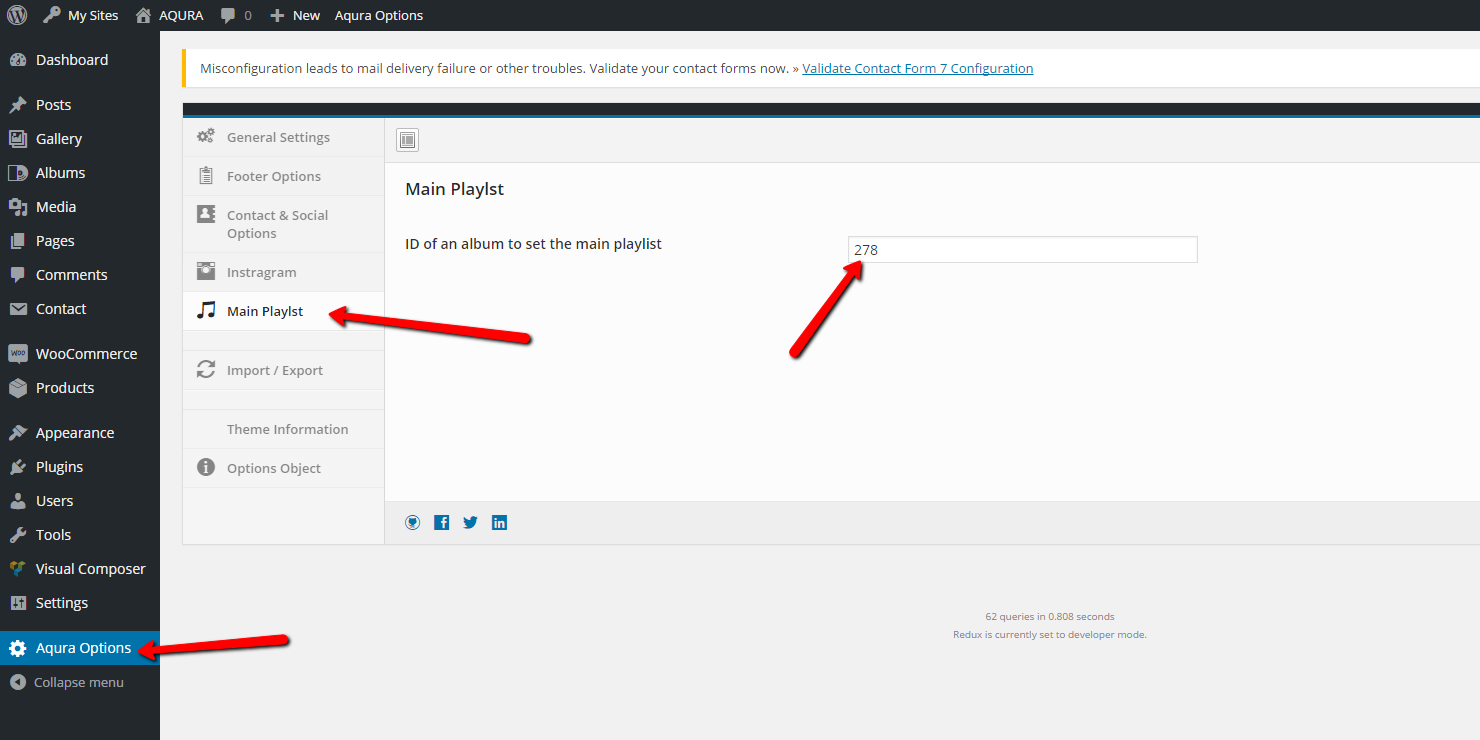 My Sites AQURA 0 New Aqura Options
Dashboard
Posts
Gallery
Albums
Media
Pages
Comments
Contact
WOO WooCommerce
Products
Appearance
Plugins
Users
Tools
Visual Composer
Settings
Aqura Options
Collapse menu
Misconfiguration leads to mail delivery failure or other troubles. Validate your contact forms now. » Validate Contact Form 7 Configuration
General Settings
Footer Options
Contact & Social
Options
Instragram
Main Playlst
Import / Export
Theme Information
Options Object
Main Playlst
ID of an album to set the main playlist
278
62 queries in 0.808 seconds
Redux is currently set to developer mode.